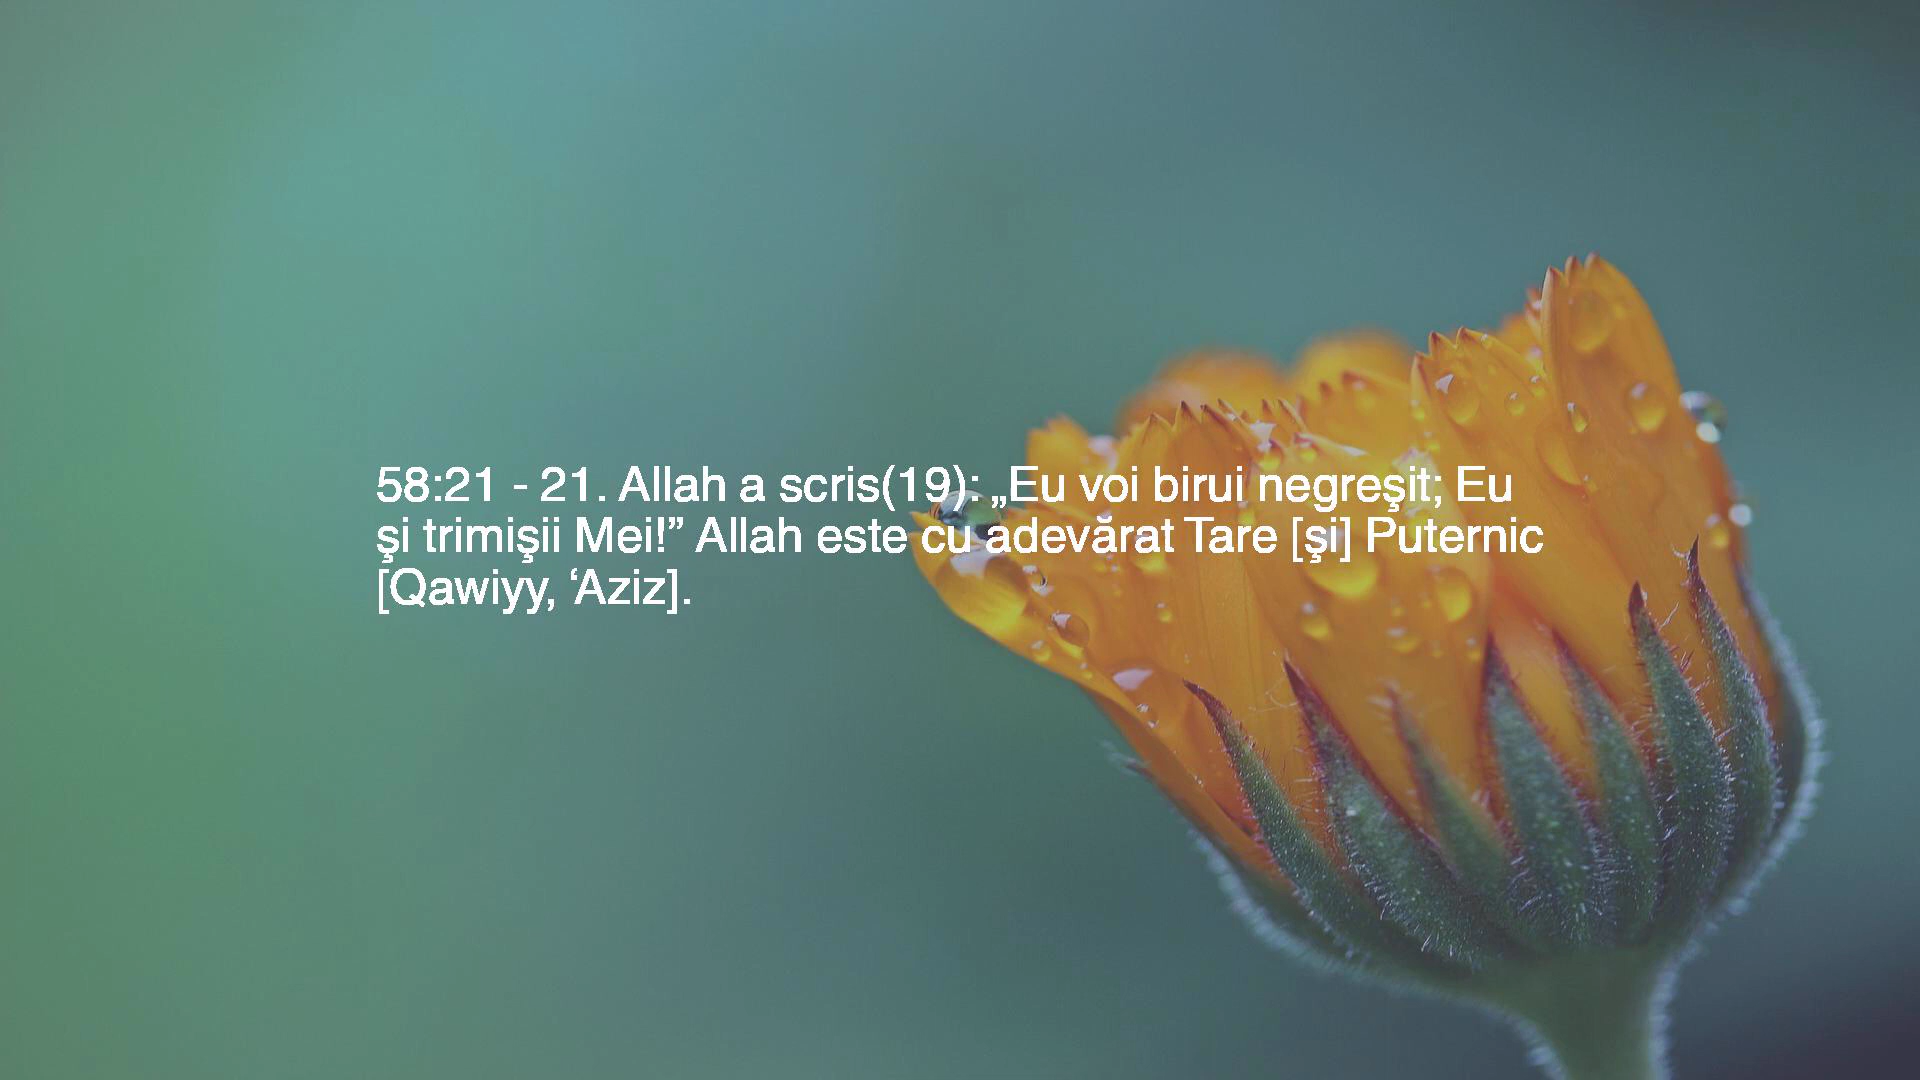 58:21 - 21. Allah a scris(19): „Eu voi birui negreşit; Eu
şi trimişii Mei!” Allah este cu adevărat Tare [şi] Puternic
[Qawiyy, ‘Aziz].